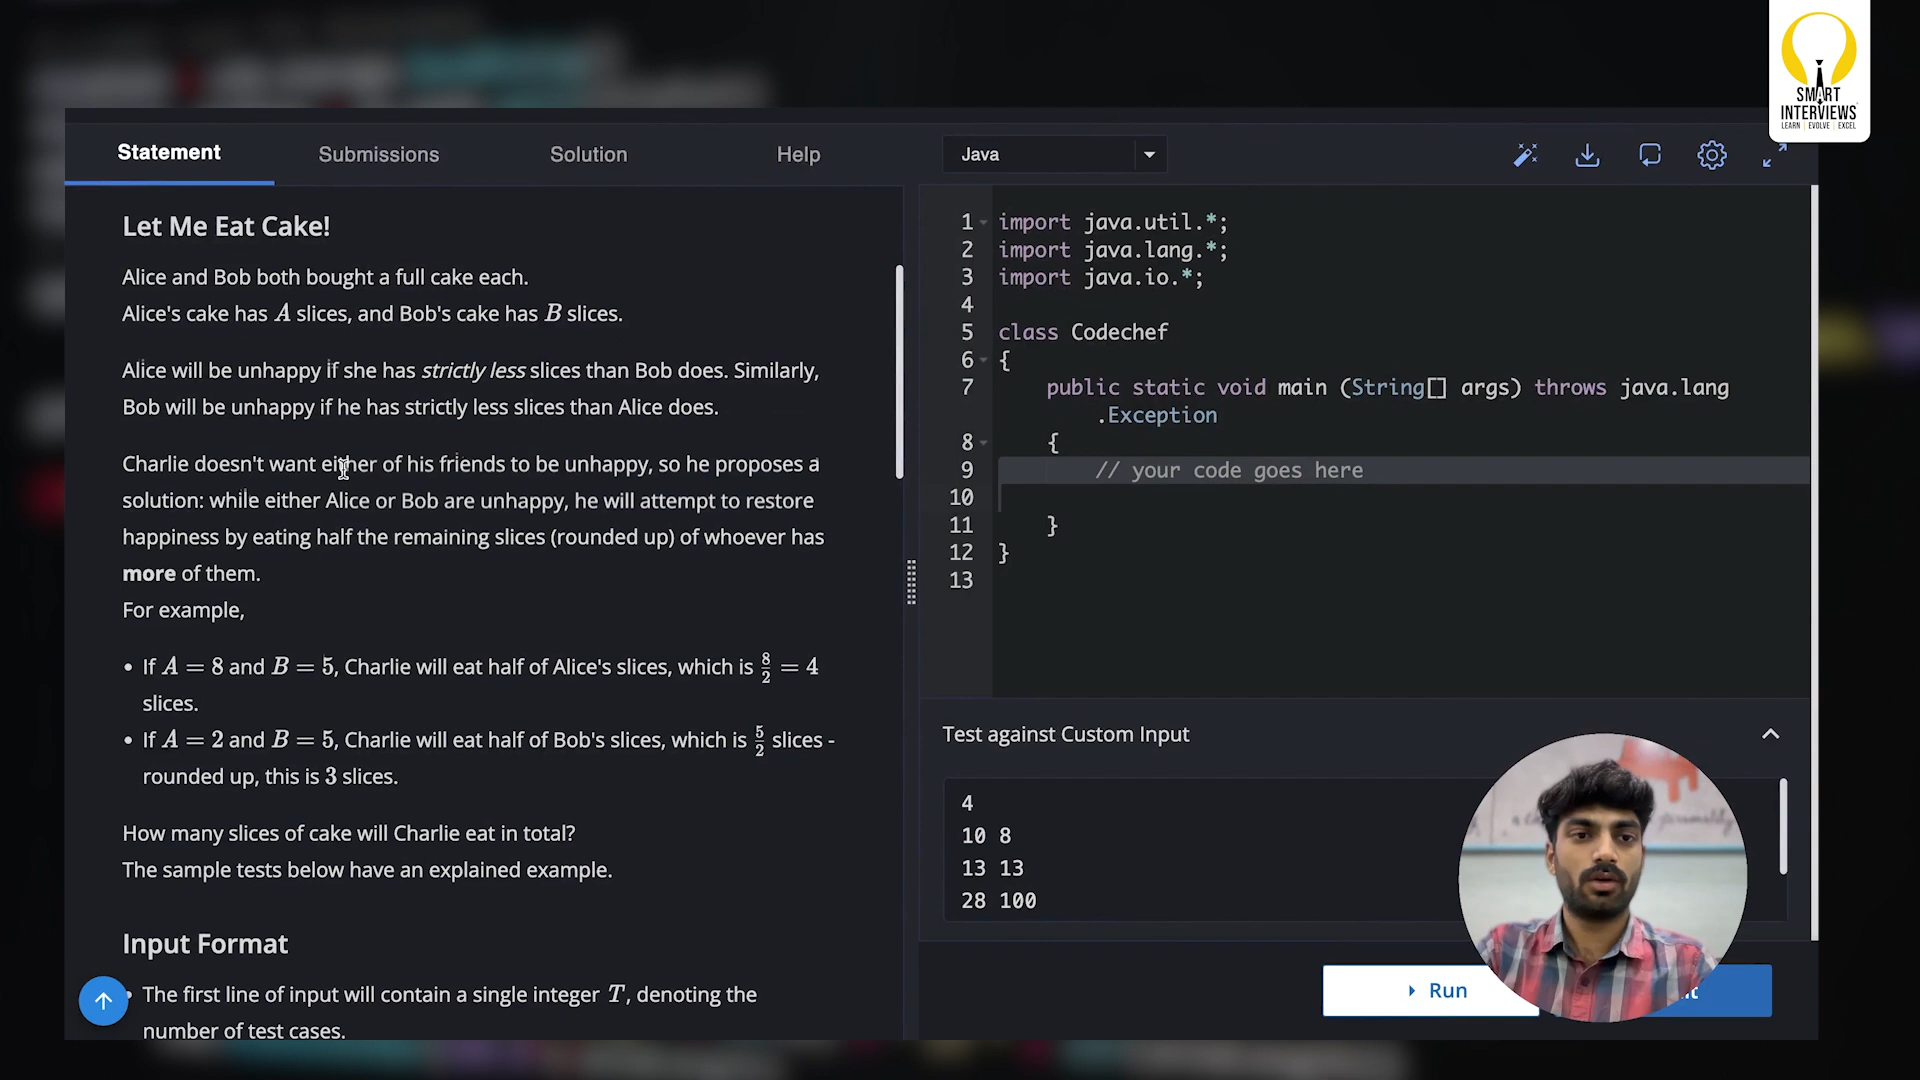 SMART
INTERVIEWS
LEARN | EVOLVE | EXCEL
Statement
Submissions
Solution
Help
Let Me Eat Cake!
Alice and Bob both bought a full cake each.
Alice's cake has A slices, and Bob's cake has B slices.
Alice will be unhappy if she has strictly less slices than Bob does. Similarly,
Bob will be unhappy if he has strictly less slices than Alice does.
Charlie doesn't want either of his friends to be unhappy, so he proposes a
solution: while either Alice or Bob are unhappy, he will attempt to restore
happiness by eating half the remaining slices (rounded up) of whoever has
more of them.
For example,
• If A = 8 and B = 5, Charlie will eat half of Alice's slices, which is 8/2 = 4
slices.
• If A = 2 and B = 5, Charlie will eat half of Bob's slices, which is 5/2 slices -
rounded up, this is 3 slices.
How many slices of cake will Charlie eat in total?
The sample tests below have an explained example.
Input Format
• The first line of input will contain a single integer T, denoting the
number of test cases.
Java
1 import java.util.*;
2 import java.lang.*;
3 import java.io.*;
4
5 class Codechef
6 {
7 public static void main (String[] args) throws java.lang
.Exception
8 {
9 // your code goes here
10
11 }
12 }
13
Test against Custom Input
4
10 8
13 13
28 100
Run